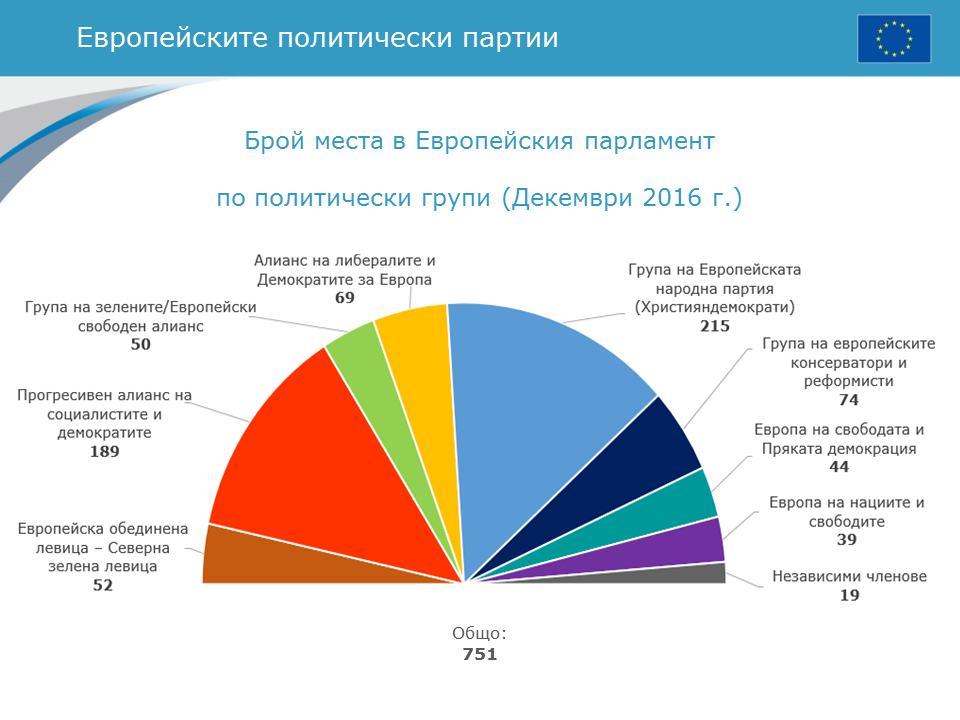 Европейските политически партии
Брой места в Европейския парламент
по политически групи (Декември 2016 г.)
Алианс на либералите и
Демократите за Европа
69
Група на Европейската
народна партия
(Християндемократи)
215
Група на зелените/Европейски
свободен алианс
50
Група на европейските
консерватори и
реформисти
74
Прогресивен алианс на
социалистите и
демократите
189
Европа на свободата и
Пряката демокрация
44
Европа на нациите и
свободите
39
Европейска обединена
левица – Северна
зелена левица
52
Независими членове
19
Общо:
751